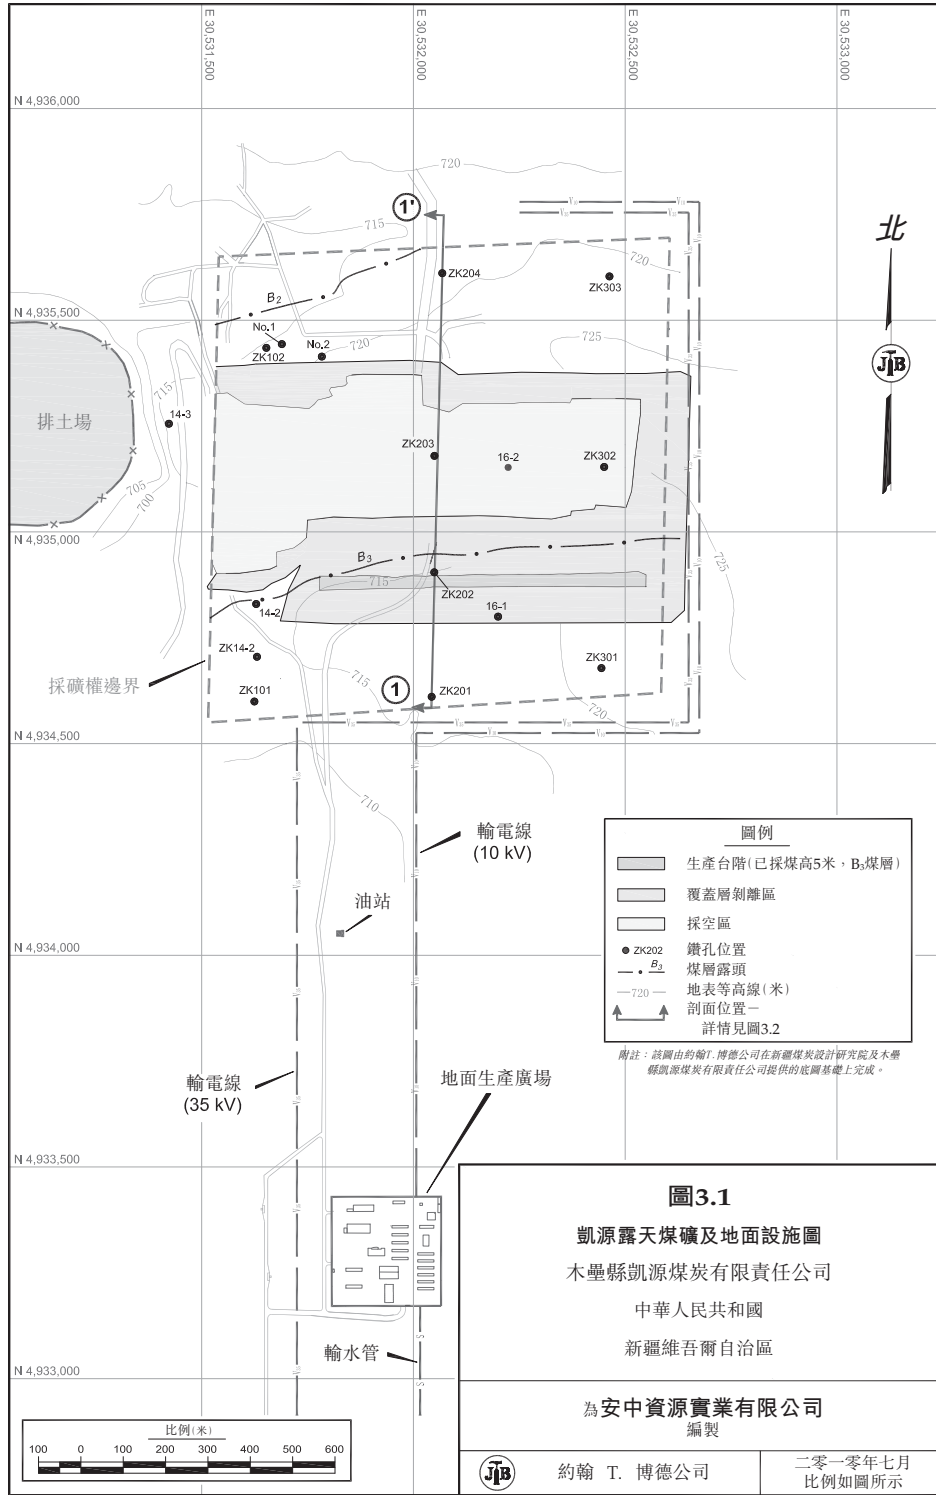 E 30,531,500
E 30,532,000
E 30,532,500
E 30,533,000
N 4,936,000
720
1'
715
北
ZK204
720
ZK303
B2
N 4,935,500
No.1
No.2
720
725
ZK102
JTB
715
14-3
排土場
ZK203
16-2
ZK302
705
700
N 4,935,000
B3
725
715
ZK202
14-2
16-1
ZK14-2
ZK301
採礦權邊界
715
1
ZK101
ZK201
720
N 4,934,500
710
輸電線
(10 kV)
圖例
生產台階(已採煤高5米，B3煤層)
覆蓋層剝離區
採空區
ZK202 鑽孔位置
B3 煤層露頭
720 地表等高線(米)
剖面位置－
詳情見圖3.2
油站
N 4,934,000
附注：該圖由約翰T. 博德公司在新疆煤炭設計研究院及木壘
縣凱源煤炭有限責任公司提供的底圖基礎上完成。
輸電線
(35 kV)
地面生產廣場
N 4,933,500
圖3.1
凱源露天煤礦及地面設施圖
木壘縣凱源煤炭有限責任公司
中華人民共和國
新疆維吾爾自治區
輸水管
N 4,933,000
為安中資源實業有限公司
編製
比例(米)
100 0 100 200 300 400 500 600
JTB
約翰 T. 博德公司
二零一零年七月
比例如圖所示